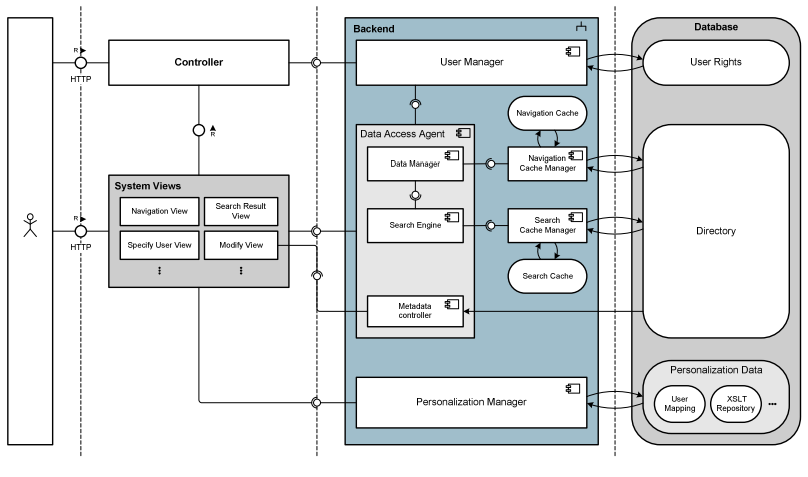 R
HTTP
Controller
R
R
HTTP
System Views
Navigation View
Search Result
View
Specify User View
Modify View
Backend
User Manager
Data Access Agent
Data Manager
Search Engine
Metadata
controller
Navigation Cache
Navigation
Cache Manager
Search
Cache Manager
Search Cache
Personalization Manager
Database
User Rights
Directory
Personalization Data
User
Mapping
XSLT
Repository